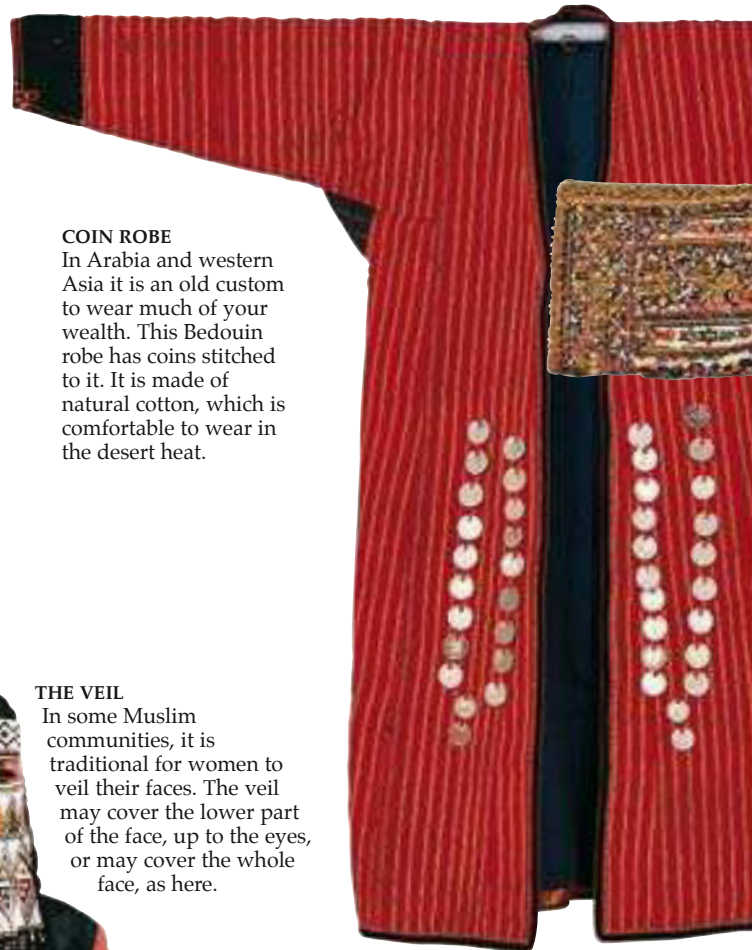 COIN ROBE
In Arabia and western
Asia it is an old custom
to wear much of your
wealth. This Bedouin
robe has coins stitched
to it. It is made of
natural cotton, which is
comfortable to wear in
the desert heat.
THE VEIL
In some Muslim
communities, it is
traditional for women to
veil their faces. The veil
may cover the lower part
of the face, up to the eyes,
or may cover the whole
face, as here.